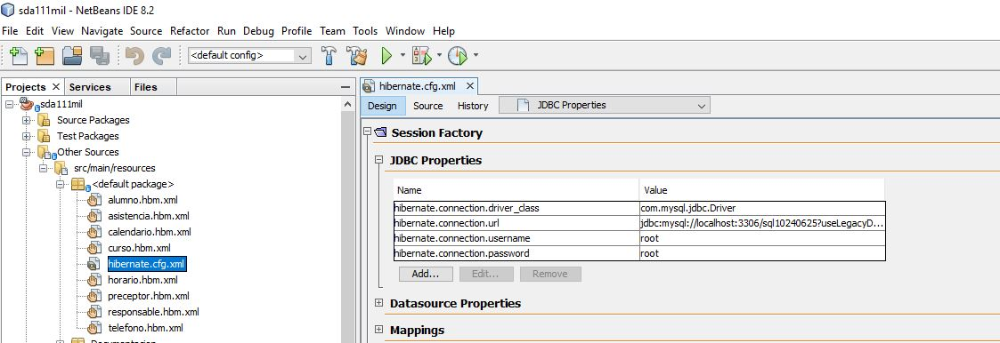 sda111mil - NetBeans IDE 8.2
File Edit View Navigate Source Refactor Run Debug Profile Team Tools Window Help
<default config>
Projects Services Files
sda111mil
Source Packages
Test Packages
Other Sources
src/main/resources
<default package>
alumno.hbm.xml
asistencia.hbm.xml
calendario.hbm.xml
curso.hbm.xml
hibernate.cfg.xml
horario.hbm.xml
preceptor.hbm.xml
responsable.hbm.xml
telefono.hbm.xml
hibernate.cfg.xml
Design Source History JDBC Properties
Session Factory
JDBC Properties
Name Value
hibernate.connection.driver_class com.mysql.jdbc.Driver
hibernate.connection.url jdbc:mysql://localhost:3306/sql10240625?useLegacyD...
hibernate.connection.username root
hibernate.connection.password root
Add... Edit... Remove
Datasource Properties
Mappings